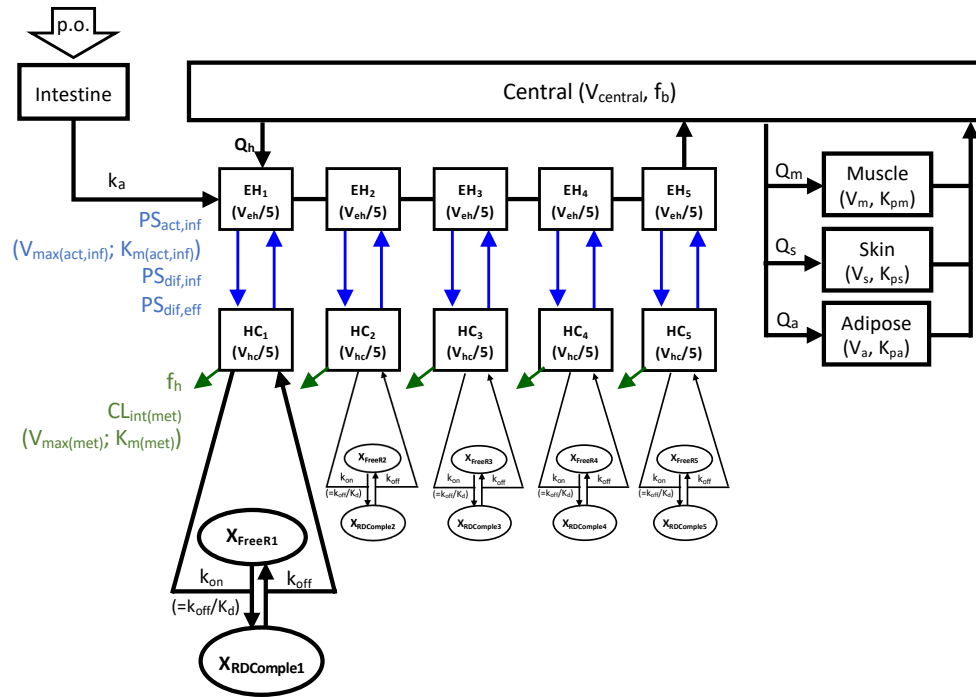 p.o.
Intestine
Central (Vcentral, fb)
Qh
ka
EH1
(Veh/5)
EH2
(Veh/5)
EH3
(Veh/5)
EH4
(Veh/5)
EH5
(Veh/5)
Qm
Muscle
(Vm, Kpm)
Qs
Skin
(Vs, Kps)
Qa
Adipose
(Va, Kpa)
PSact,inf
(Vmax(act,inf); Km(act,inf))
PSdif,inf
PSdif,eff
HC1
(Vhc/5)
HC2
(Vhc/5)
HC3
(Vhc/5)
HC4
(Vhc/5)
HC5
(Vhc/5)
fh
CLint(met)
(Vmax(met); Km(met))
XFreeR1
kon
koff
(=koff/Kd)
XRDComple1
XFreeR2
kon
koff
(=koff/Kd)
XRDComple2
XFreeR3
kon
koff
(=koff/Kd)
XRDComple3
XFreeR4
kon
koff
(=koff/Kd)
XRDComple4
XFreeR5
kon
koff
(=koff/Kd)
XRDComple5